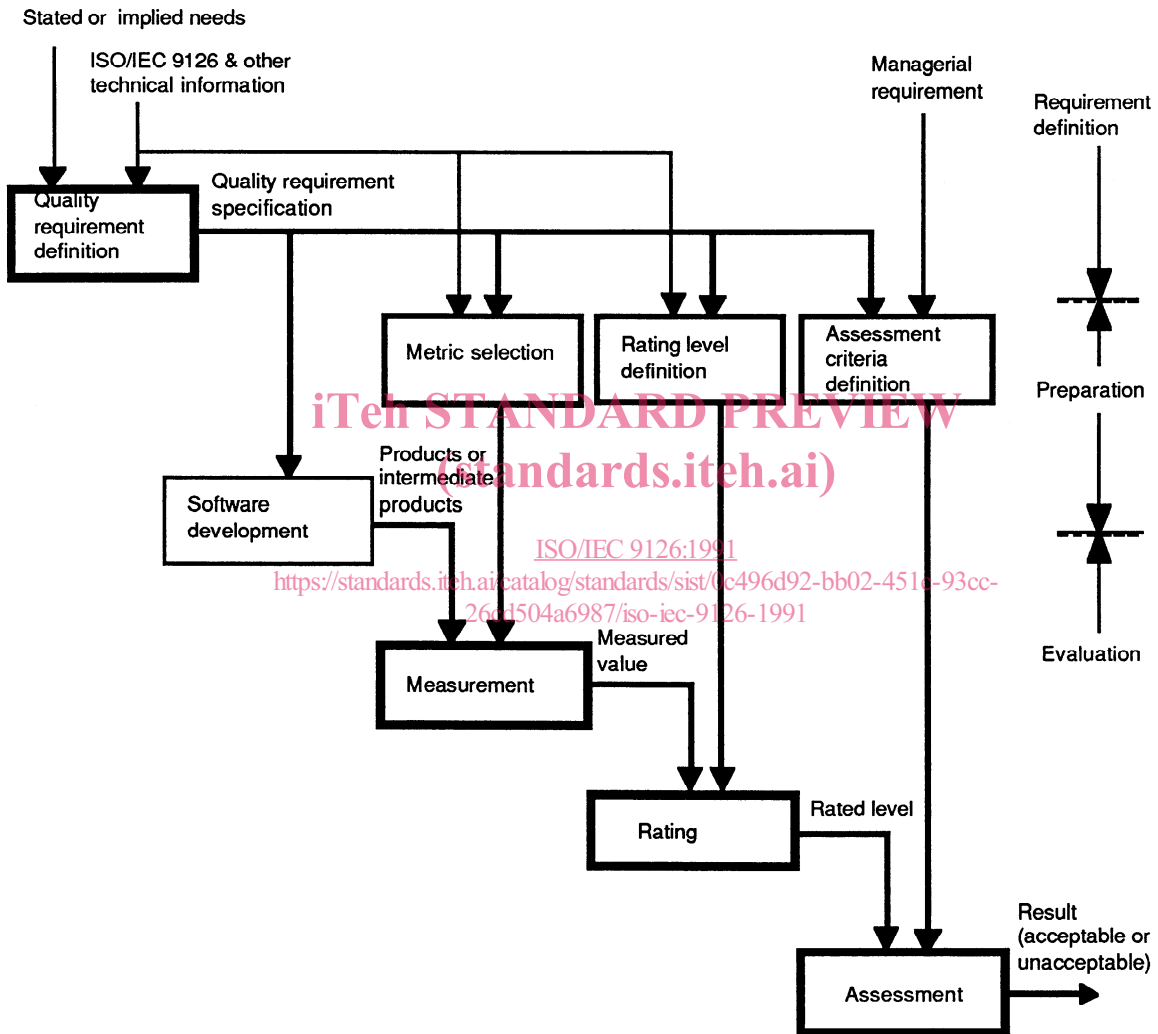 Stated or implied needs
ISO/IEC 9126 & other
technical information
Managerial
requirement
Requirement
definition
Quality
requirement
definition
Quality requirement
specification
Metric selection
Rating level
definition
Assessment
criteria
definition
Preparation
iTeh STANDARD PREVIEW
(standards.iteh.ai)
Products or
intermediate
products
Software
development
ISO/IEC 9126:1991
https://standards.iteh.ai/catalog/standards/sist/0c496d92-bb02-451c-93cc-
26cd504a6987/iso-iec-9126-1991
Measured
value
Evaluation
Measurement
Rated level
Rating
Result
(acceptable or
unacceptable)
Assessment